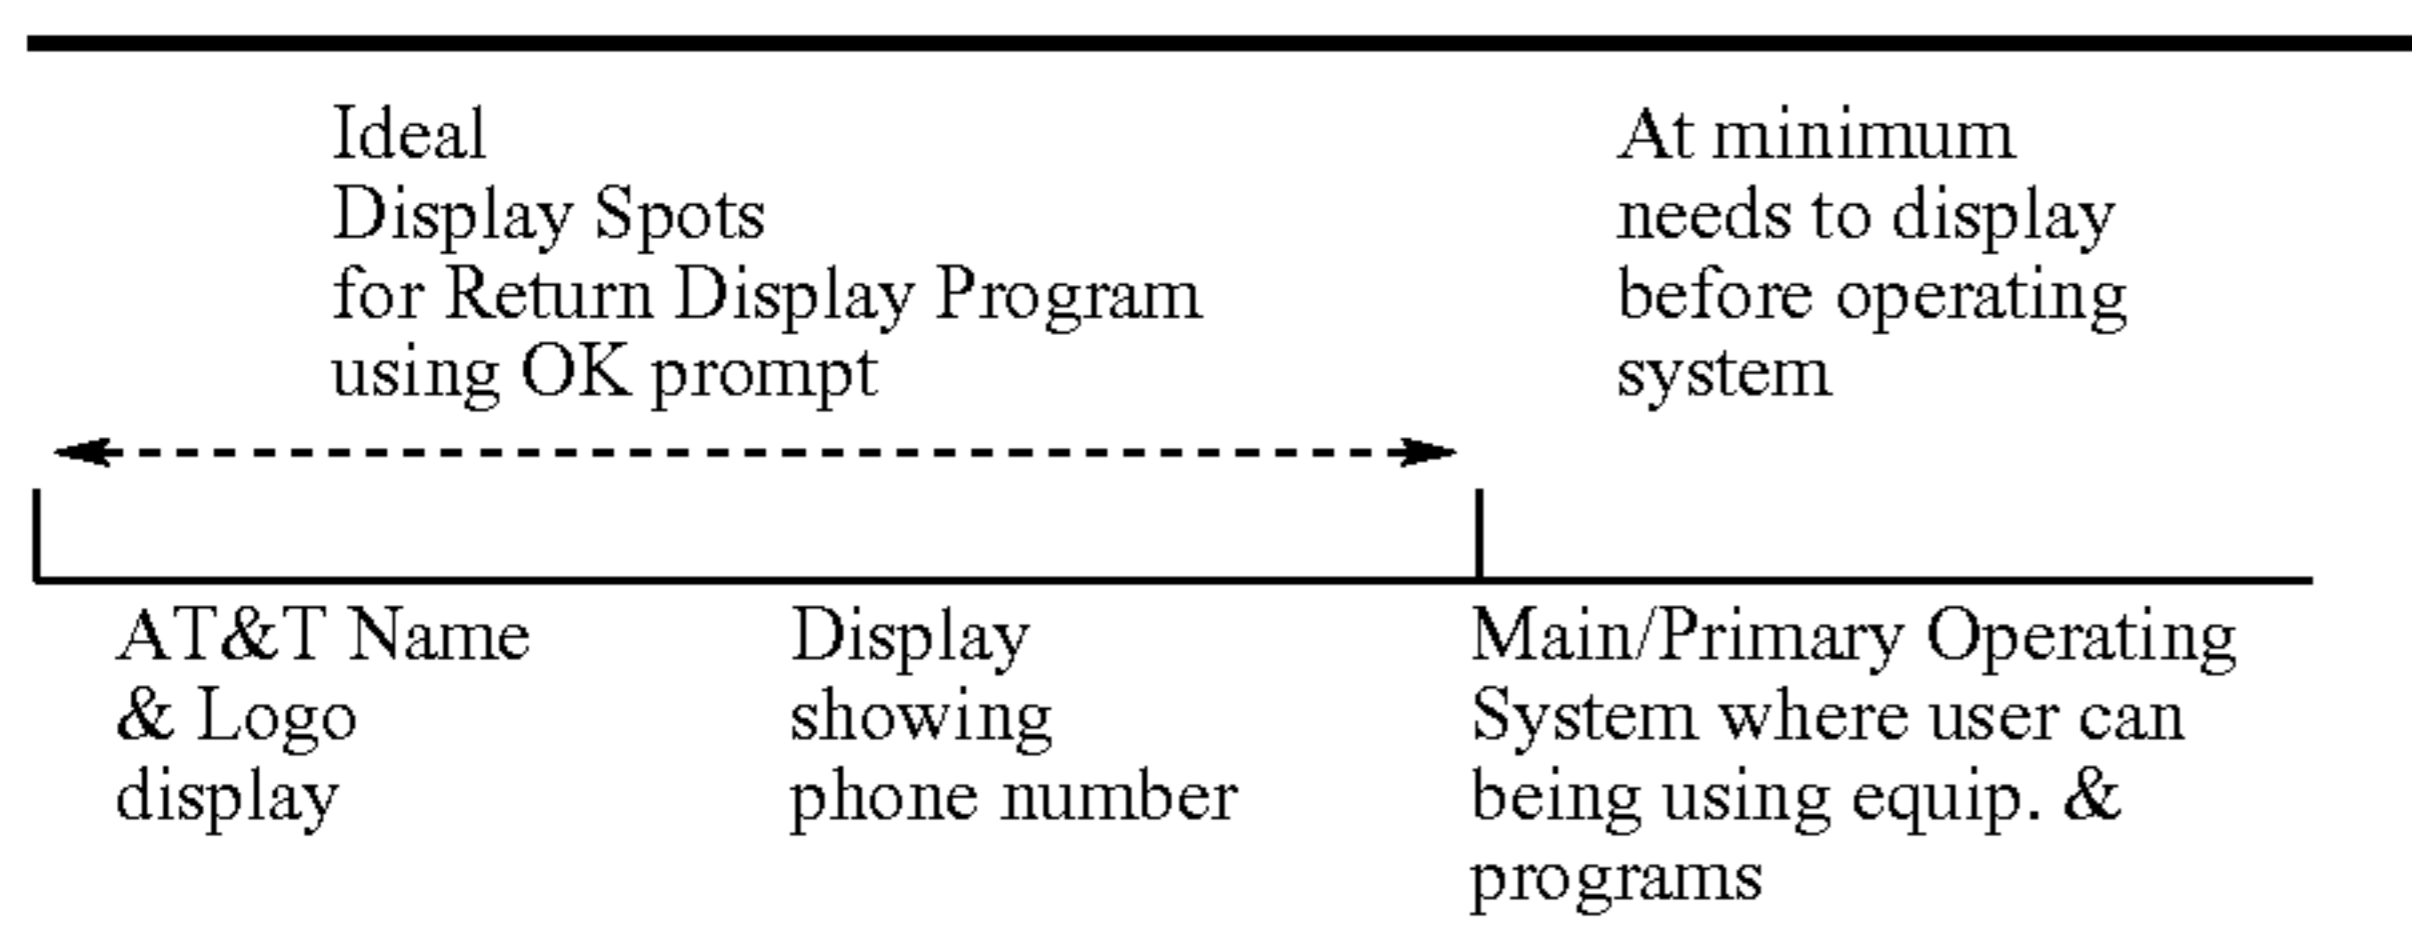 Ideal
Display Spots
for Return Display Program
using OK prompt
At minimum
needs to display
before operating
system
AT&T Name
& Logo
display
Display
showing
phone number
Main/Primary Operating
System where user can
being using equip. &
programs